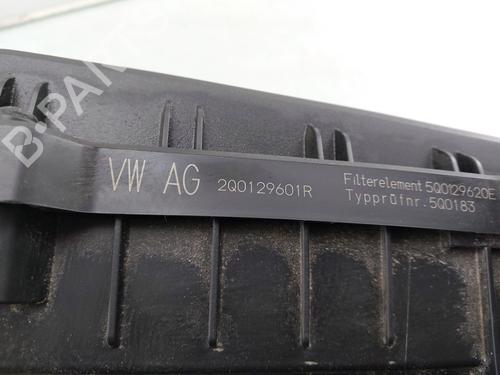 B-PARTS
VW AG 2Q0129601R
Filterelement 5Q0129620E
Typprüfnr. 5Q0183